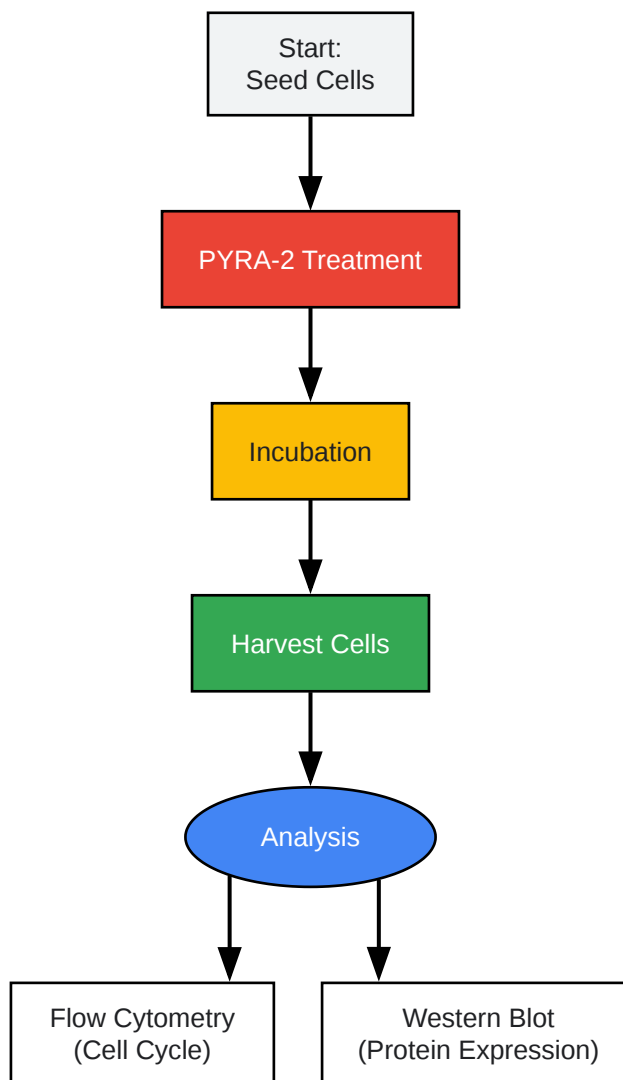 Start:
Seed Cells
PYRA-2 Treatment
Incubation
Harvest Cells
Analysis
Flow Cytometry
(Cell Cycle)
Western Blot
(Protein Expression)